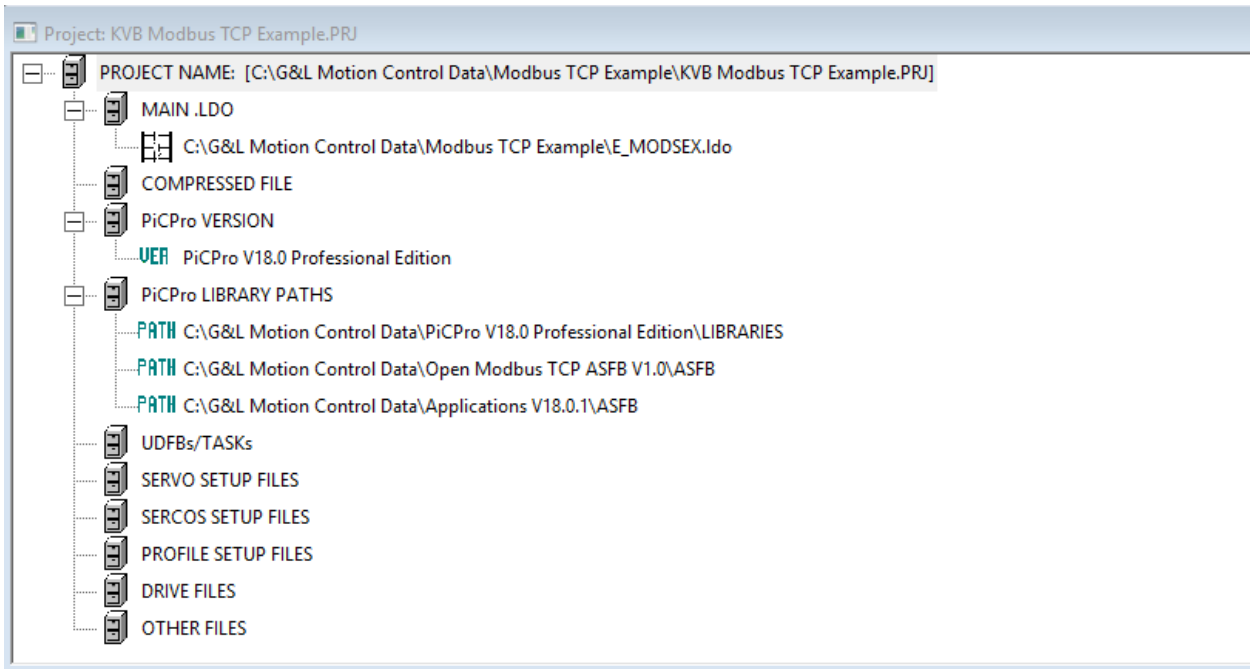 Project: KVB Modbus TCP Example.PRJ
PROJECT NAME: [C:\G&L Motion Control Data\Modbus TCP Example\KVB Modbus TCP Example.PRJ]
MAIN .LDO
C:\G&L Motion Control Data\Modbus TCP Example\E_MODSEX.ldo
COMPRESSED FILE
PiCPro VERSION
VER PiCPro V18.0 Professional Edition
PiCPro LIBRARY PATHS
PATH C:\G&L Motion Control Data\PiCPro V18.0 Professional Edition\LIBRARIES
PATH C:\G&L Motion Control Data\Open Modbus TCP ASFB V1.0\ASFB
PATH C:\G&L Motion Control Data\Applications V18.0.1\ASFB
UDFBs/TASKs
SERVO SETUP FILES
SERCOS SETUP FILES
PROFILE SETUP FILES
DRIVE FILES
OTHER FILES